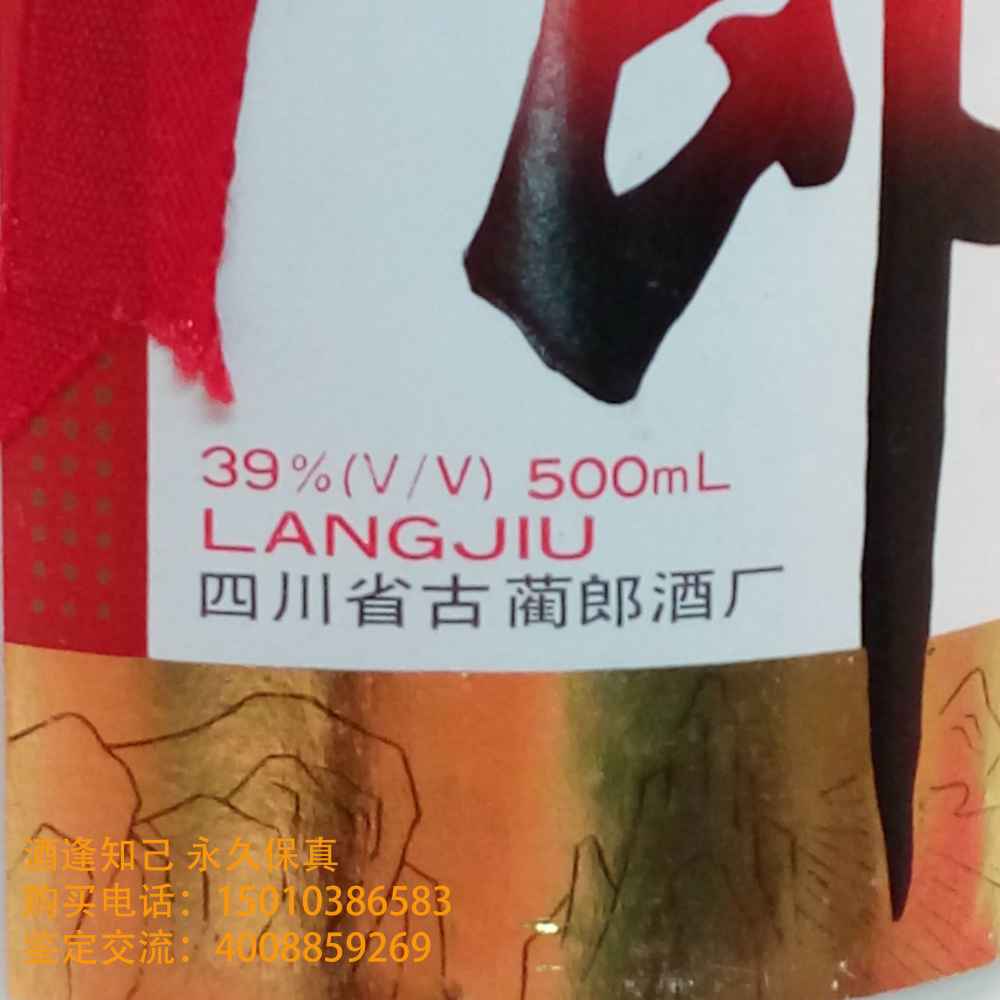 39%(V/V) 500mL
LANGJIU
四川省古蔺郎酒厂
酒逢知己 永久保真
购买电话：15010386583
鉴定交流：4008859269